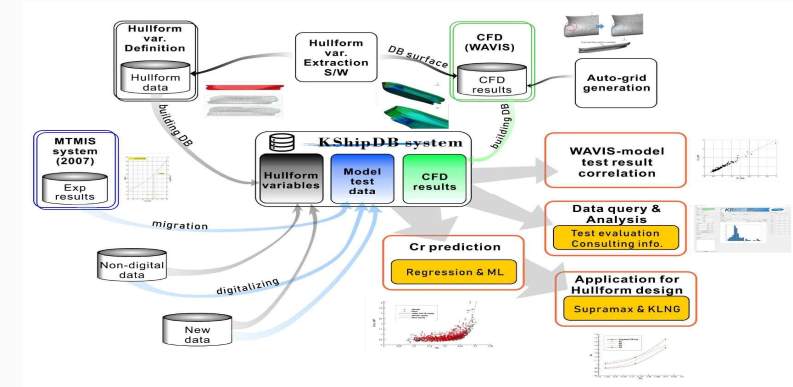 Hullform
var.
Definition
Hullform
data
Hullform
var.
Extraction
S/W
DB surface
CFD
(WAVIS)
CFD
results
Auto-grid
generation
building DB
building DB
MTMIS
system
(2007)
Exp
results
KShipDB system
Hullform
variables
Model
test
data
CFD
results
WAVIS-model
test result
correlation
migration
Data query &
Analysis
Test evaluation
Consulting info.
Non-digital
data
digitalizing
Cr prediction
Regression & ML
Application for
Hullform design
Supramax & KLNG
New
data